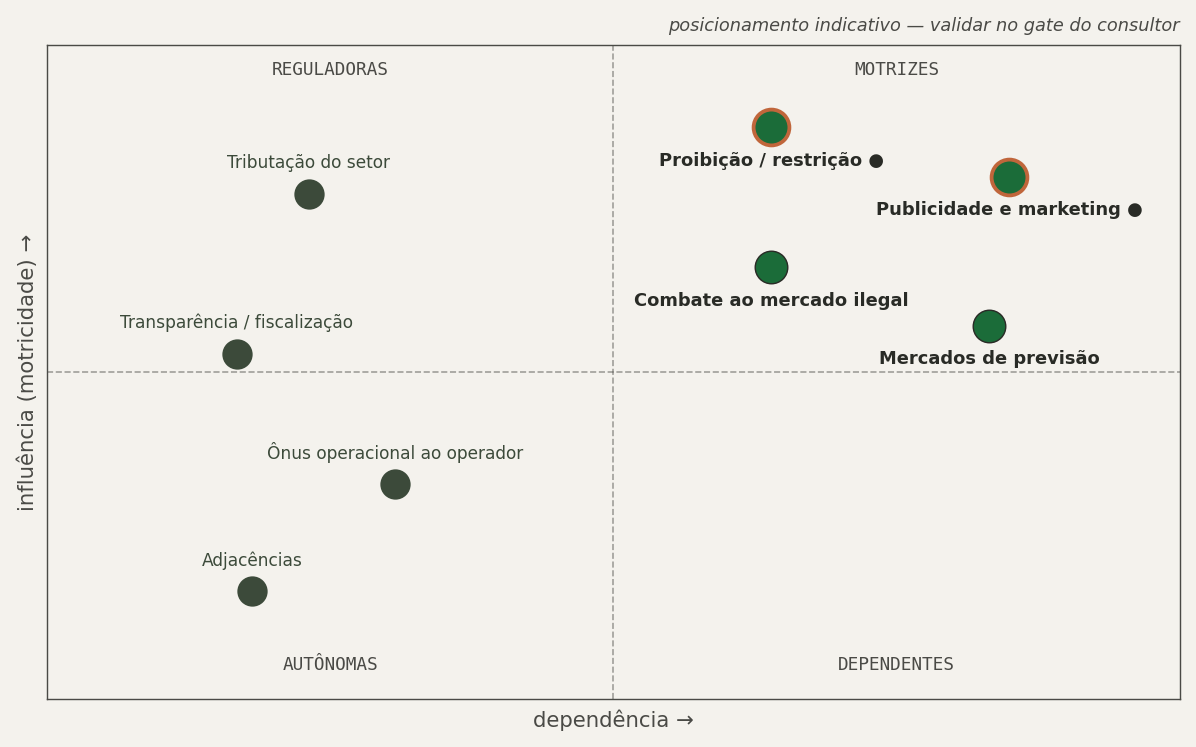 posicionamento indicativo — validar no gate do consultor
REGULADORAS
MOTRIZES
Tributação do setor
Proibição / restrição ●
Publicidade e marketing ●
Combate ao mercado ilegal
Transparência / fiscalização
Mercados de previsão
influência (motricidade) →
Ônus operacional ao operador
Adjacências
AUTÔNOMAS
DEPENDENTES
dependência →